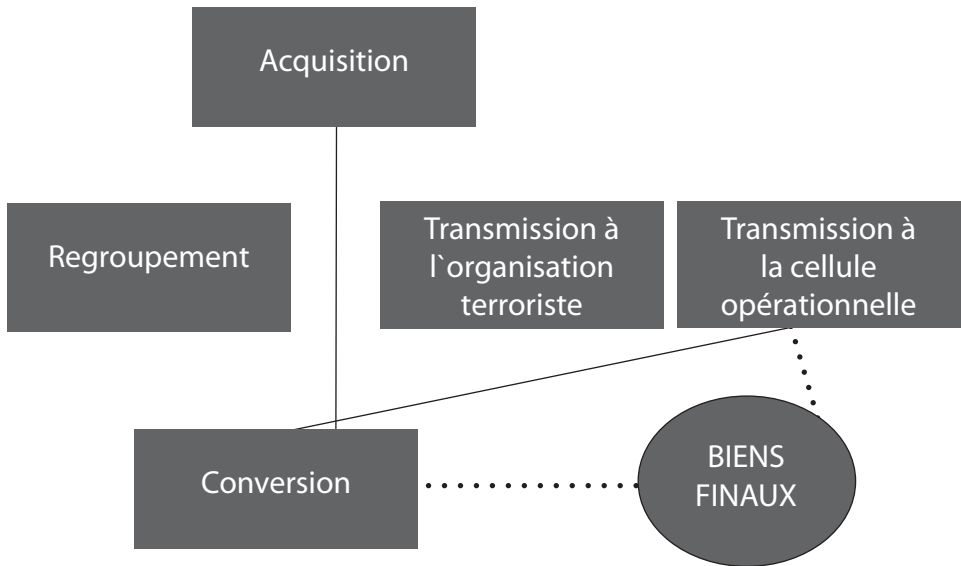 Acquisition
Regroupement
Transmission à
l`organisation
terroriste
Transmission à
la cellule
opérationnelle
Conversion
BIENS
FINAUX